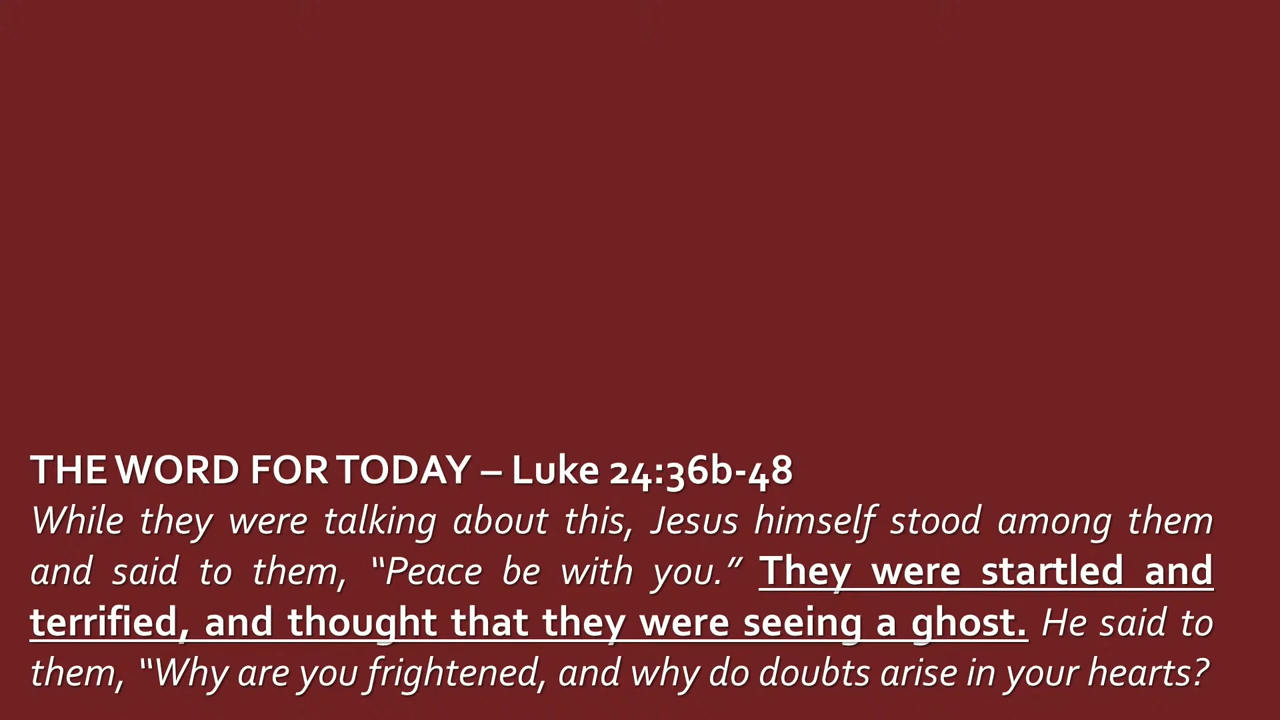 THE WORD FOR TODAY – Luke 24:36b-48
While they were talking about this, Jesus himself stood among them
and said to them, “Peace be with you.” They were startled and
terrified, and thought that they were seeing a ghost. He said to
them, “Why are you frightened, and why do doubts arise in your hearts?